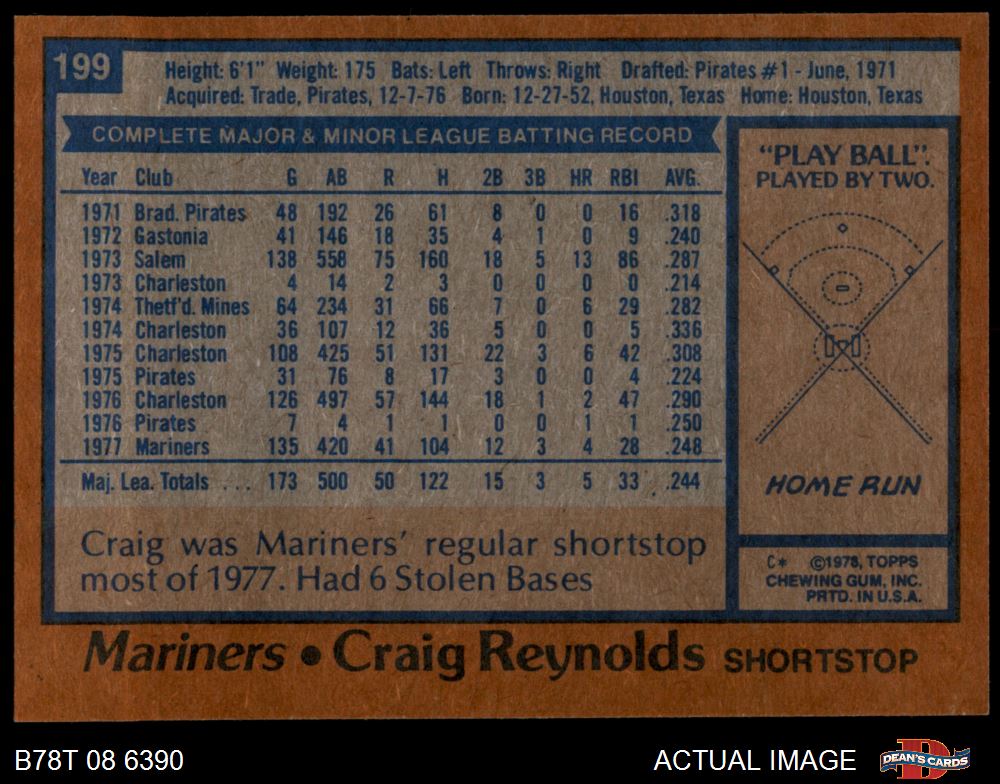 199
Height: 6'1" Weight: 175 Bats: Left Throws: Right Drafted: Pirates #1 - June, 1971
Acquired: Trade, Pirates, 12-7-76 Born: 12-27-52, Houston, Texas Home: Houston, Texas
COMPLETE MAJOR & MINOR LEAGUE BATTING RECORD
Year Club G AB R H 2B 3B HR RBI AVG.
1971 Brad. Pirates 48 192 26 61 8 0 0 16 .318
1972 Gastonia 41 146 18 35 4 1 0 9 .240
1973 Salem 138 558 75 160 18 5 13 86 .287
1973 Charleston 4 14 2 3 0 0 0 0 .214
1974 Thetf'd. Mines 64 234 31 66 7 0 6 29 .282
1974 Charleston 36 107 12 36 5 0 0 5 .336
1975 Charleston 108 425 51 131 22 3 6 42 .308
1975 Pirates 31 76 8 17 3 0 0 4 .224
1976 Charleston 126 497 57 144 18 1 2 47 .290
1976 Pirates 7 4 1 1 0 0 1 1 .250
1977 Mariners 135 420 41 104 12 3 4 28 .248
Maj. Lea. Totals . . . 173 500 50 122 15 3 5 33 .244
Craig was Mariners' regular shortstop
most of 1977. Had 6 Stolen Bases
"PLAY BALL".
PLAYED BY TWO.
HOME RUN
C* ©1978, TOPPS
CHEWING GUM, INC.
PRTD. IN U.S.A.
Mariners • Craig Reynolds SHORTSTOP
B78T 08 6390 ACTUAL IMAGE
DEAN'S CARDS